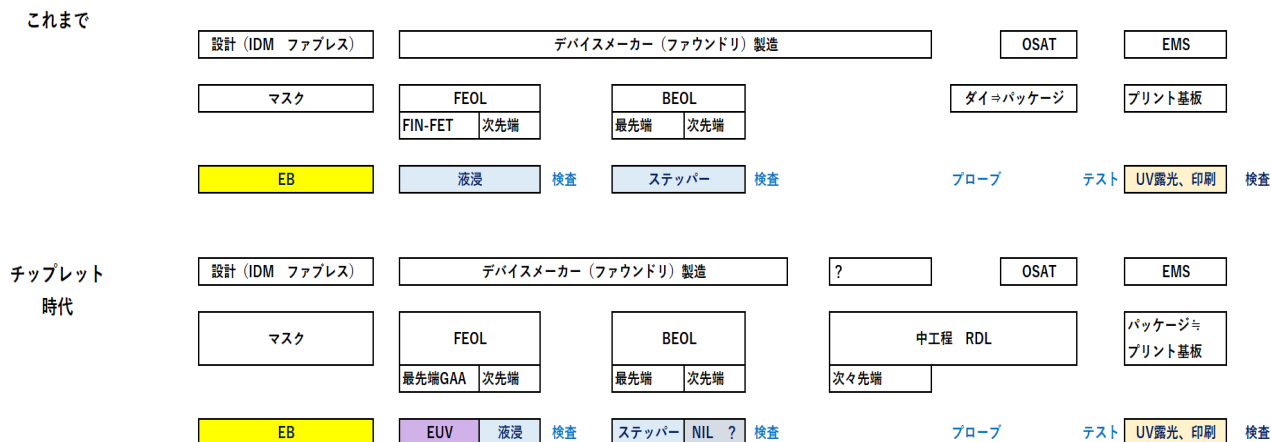 これまで
設計（IDM　ファブレス）
デバイスメーカー（ファウンドリ）製造
OSAT
EMS
マスク
FEOL
BEOL
ダイ⇒パッケージ
プリント基板
FIN-FET
次先端
最先端
次先端
EB
液浸
検査
ステッパー
検査
プローブ
テスト
UV露光、印刷
検査
チップレット
時代
設計（IDM　ファブレス）
デバイスメーカー（ファウンドリ）製造
？
OSAT
EMS
マスク
FEOL
BEOL
中工程　RDL
パッケージ≒
プリント基板
最先端GAA
次先端
最先端
次先端
次々先端
EB
EUV
液浸
検査
ステッパー
NIL　？
検査
プローブ
テスト
UV露光、印刷
検査